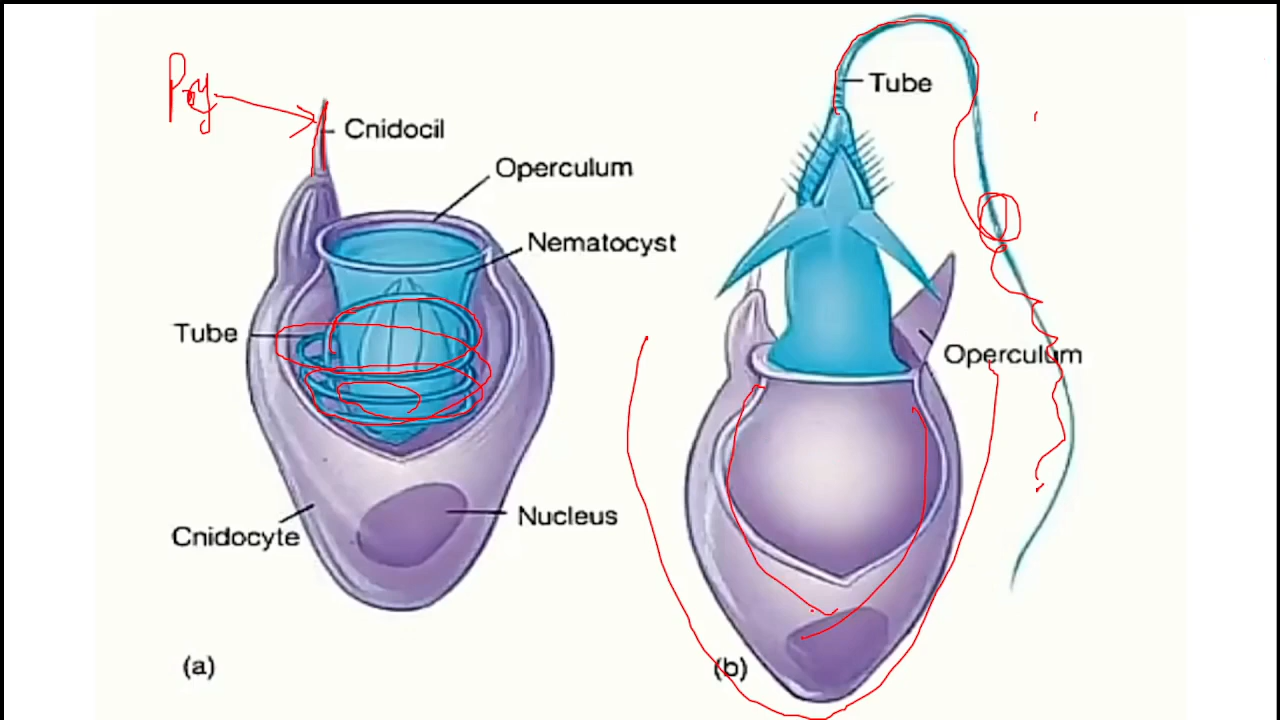 Cnidocil
Operculum
Nematocyst
Tube
Nucleus
Cnidocyte
(a)
Tube
Operculum
(b)